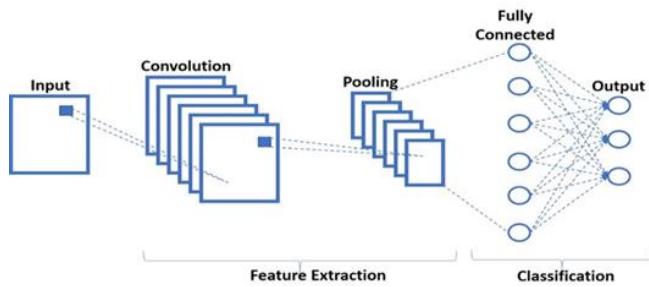 Input
Convolution
Pooling
Fully
Connected
Output
Feature Extraction
Classification